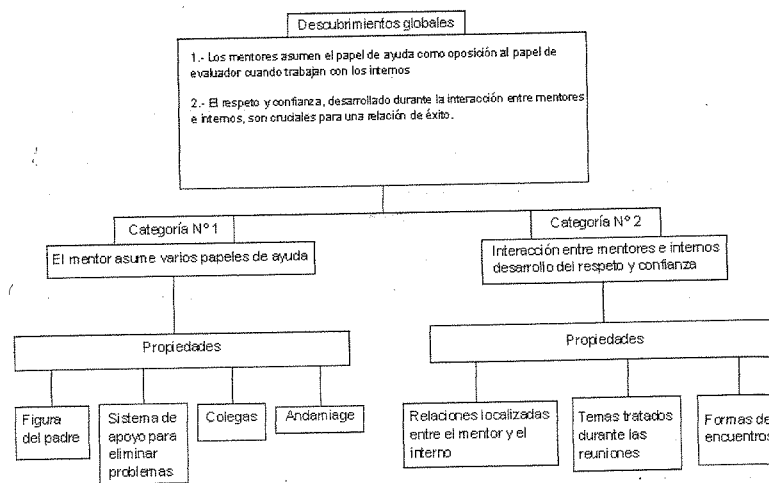 Descubrimientos globales
1.- Los mentores asumen el papel de ayuda como oposición al papel de
evaluador cuando trabajan con los internos
2.- El respeto y confianza, desarrollado durante la interacción entre mentores
e internos, son cruciales para una relación de éxito.
Categoría Nº 1
El mentor asume varios papeles de ayuda
Categoría Nº 2
Interacción entre mentores e internos
desarrollo del respeto y confianza
Propiedades
Figura
del padre
Sistema de
apoyo para
eliminar
problemas
Colegas
Andamiage
Propiedades
Relaciones localizadas
entre el mentor y el
interno
Temas tratados
durante las
reuniones
Formas de
encuentros